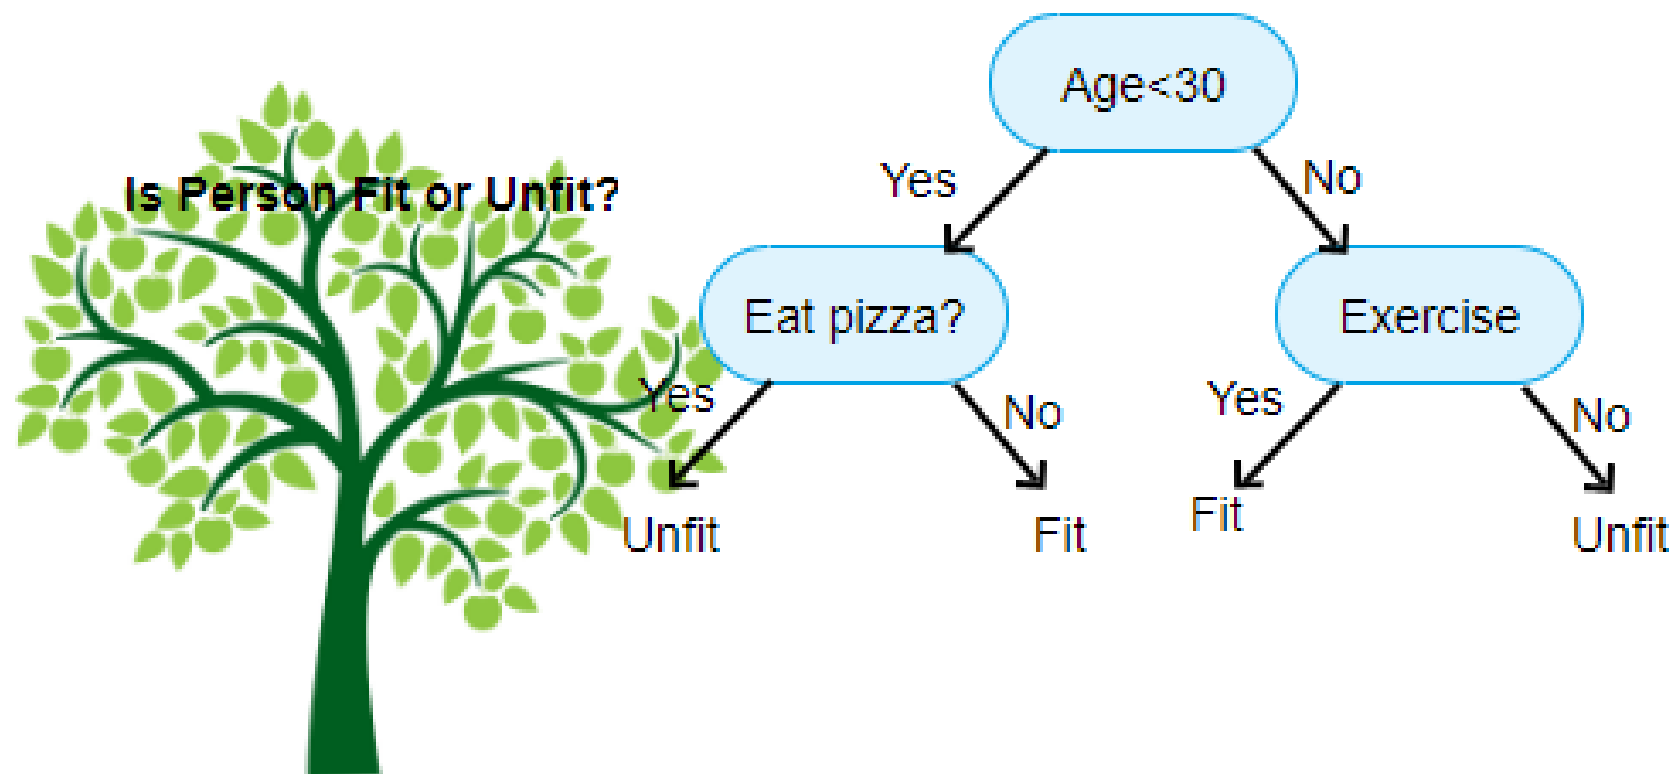 Age<30
Yes
No
Is Person Fit or Unfit?
Eat pizza?
Exercise
Yes
No
Yes
No
Unfit
Fit
Fit
Unfit